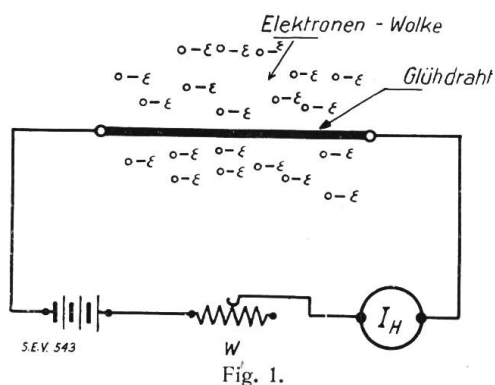 Elektronen - Wolke
-ε -ε -ε
Glühdraht
-ε -ε -ε
-ε
-ε -ε -ε
-ε
-ε -ε -ε -ε
-ε -ε -ε -ε
-ε
I_H
S.E.V. 543
W
Fig. 1.